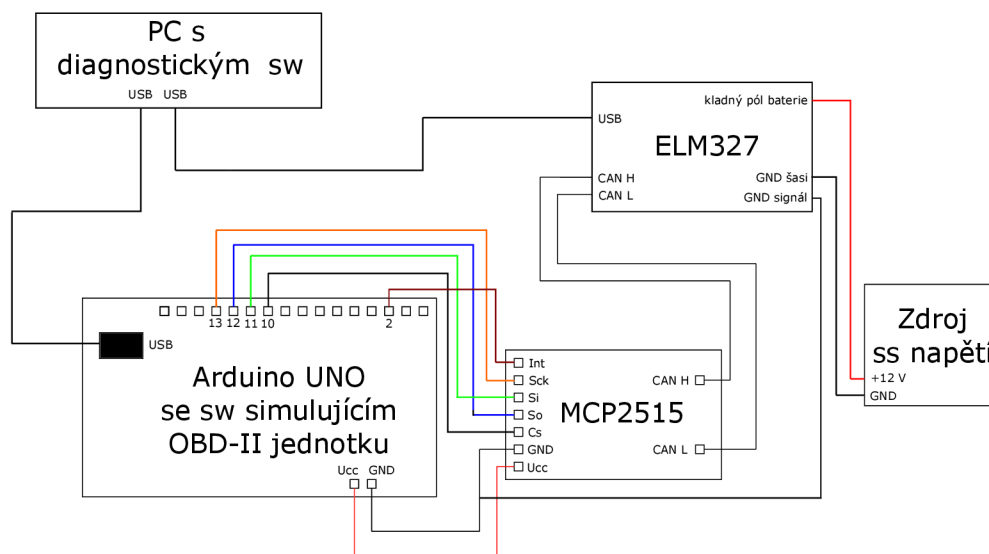 PC s
diagnostickým sw
USB USB
kladný pól baterie
USB
ELM327
CAN H
GND šasi
CAN L
GND signál
13 12 11 10 2
USB
Arduino UNO
se sw simulujícím
OBD-II jednotku
Ucc GND
Int
Sck
CAN H
Si
So
MCP2515
Cs
GND
CAN L
Ucc
Zdroj
ss napětí
+12 V
GND